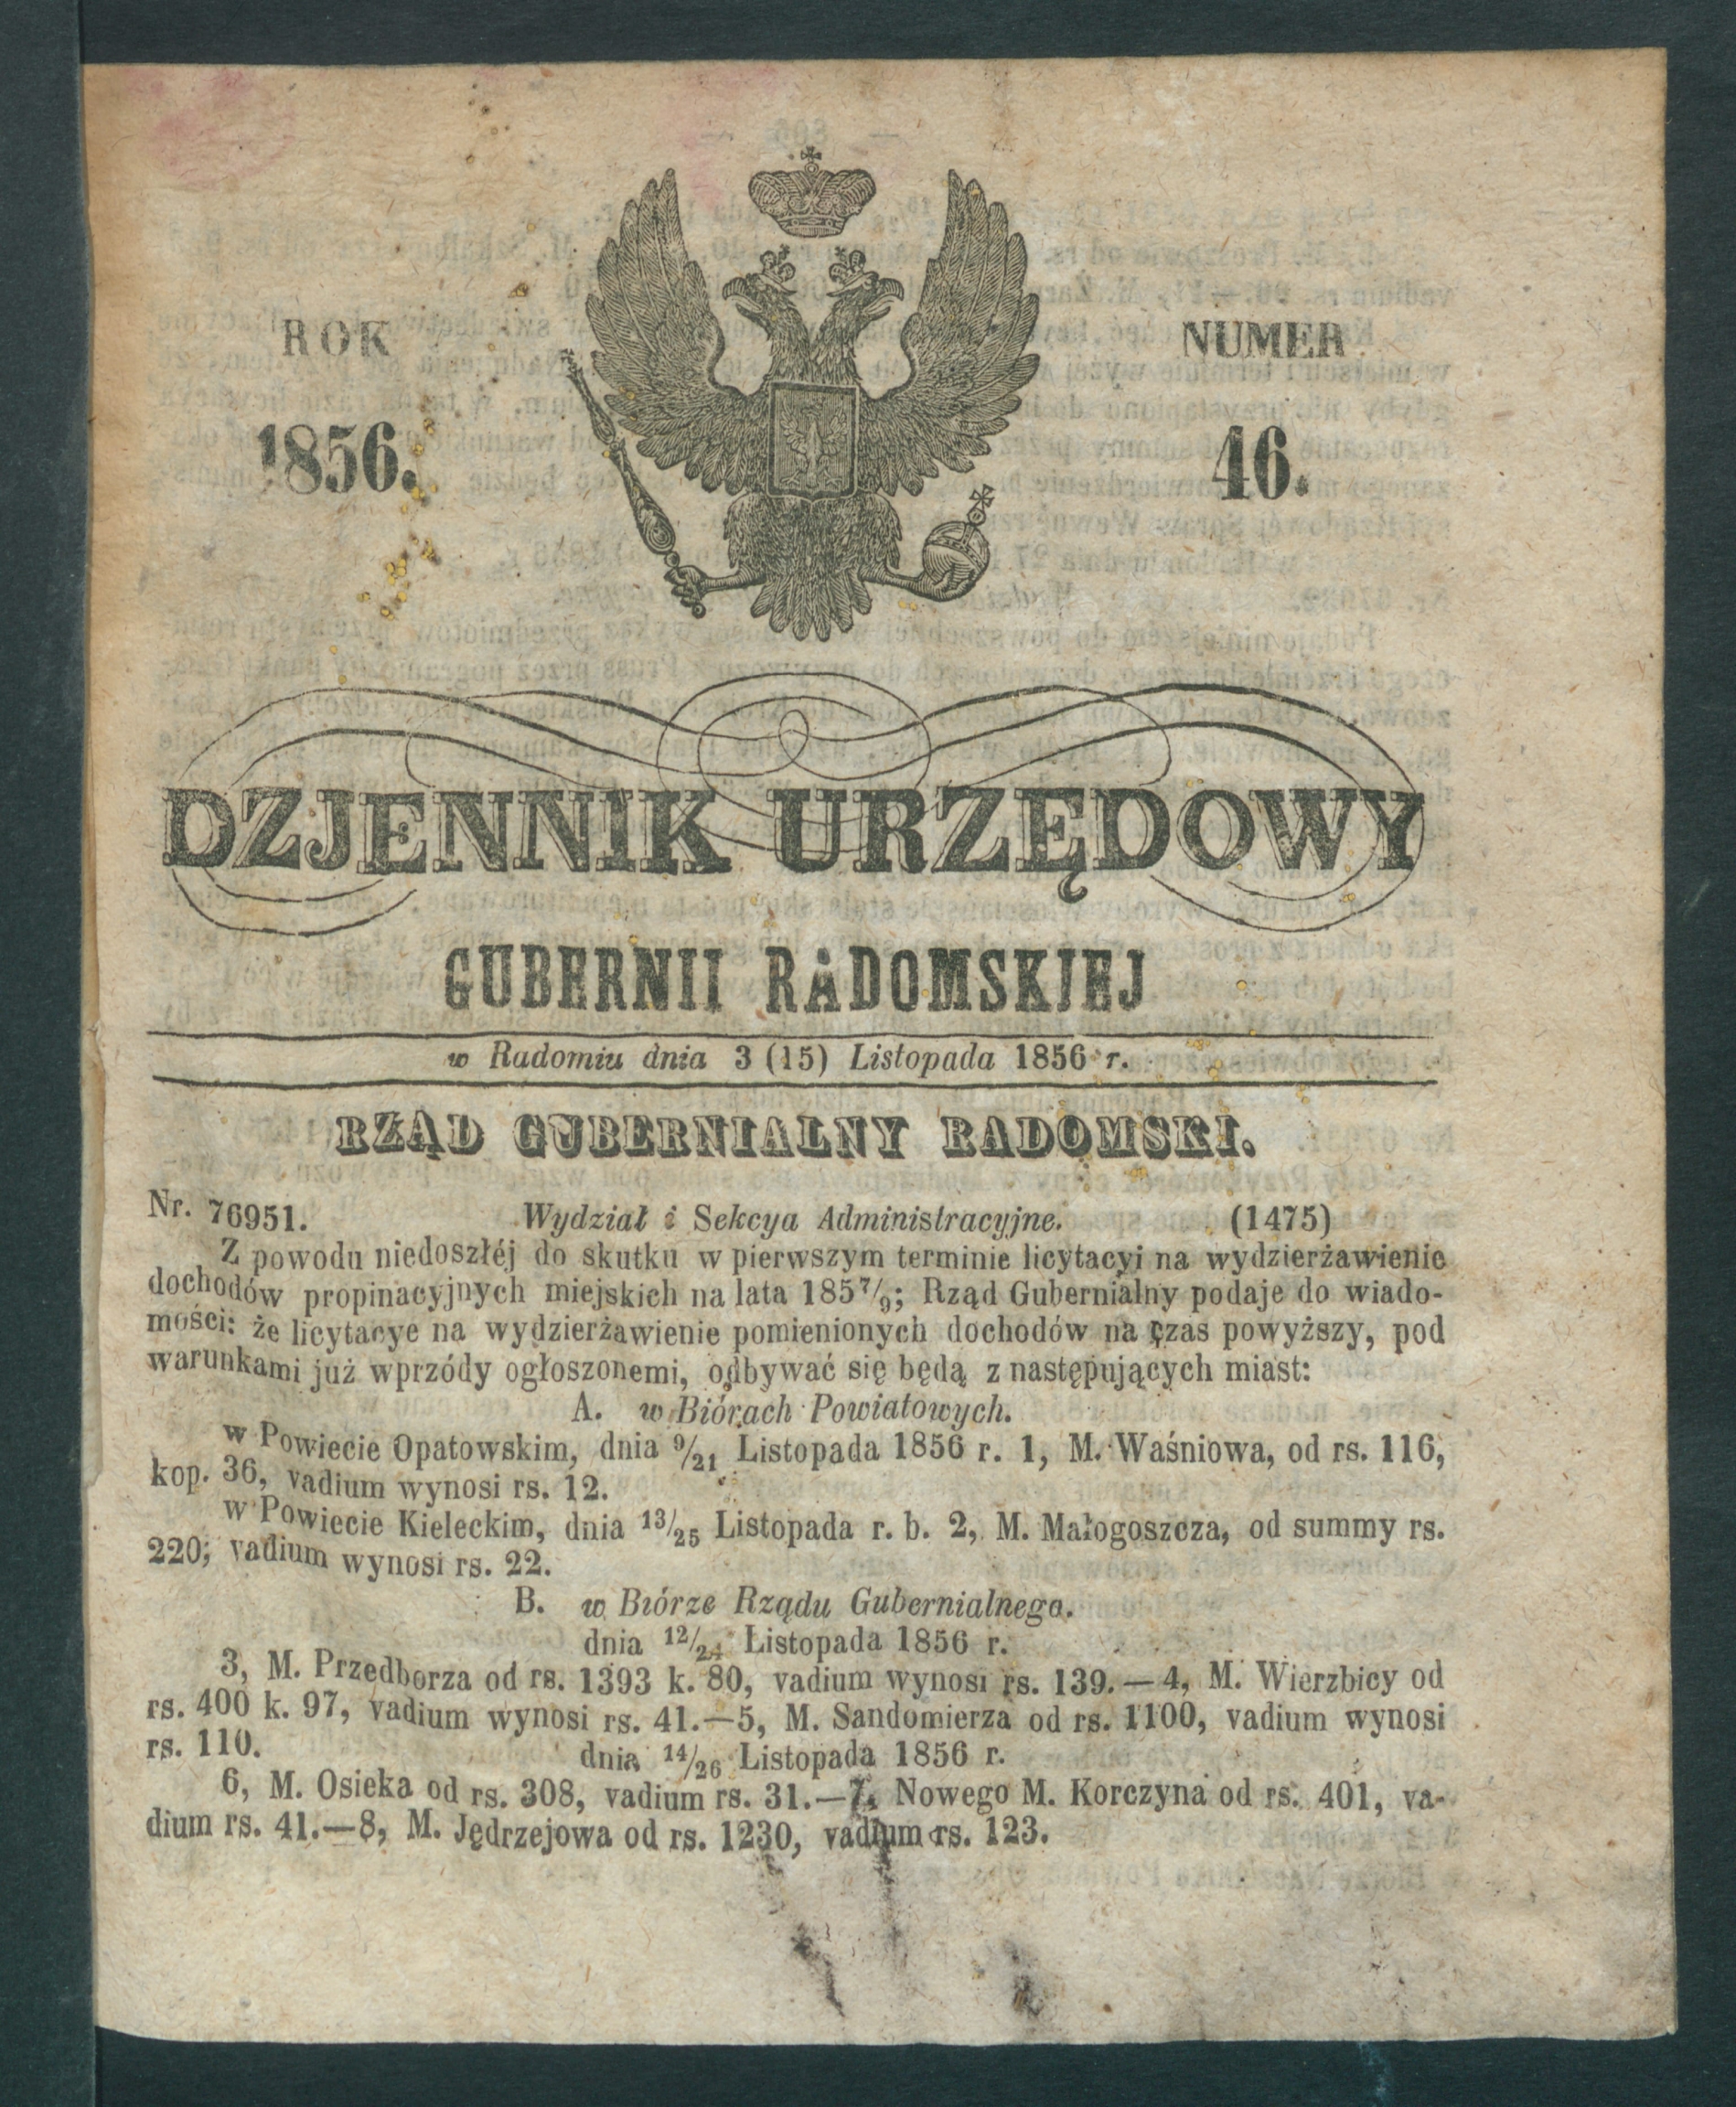 ROK
1856.
NUMER
46.
DZJENNIK URZĘDOWY
GUBERNII RADOMSKJEJ
w Radomiu dnia 3 (15) Listopada 1856 r.
RZĄD GUBERNIALNY RADOMSKI.
Nr. 76951. Wydział i Sekcya Administracyjne. (1475)
Z powodu niedoszłéj do skutku w pierwszym terminie licytacyi na wydzierżawienie
dochodów propinacyjnych miejskich na lata 185 7/9; Rząd Gubernialny podaje do wiado-
mości: że licytacye na wydzierżawienie pomienionych dochodów na czas powyższy, pod
warunkami już wprzódy ogłoszonemi, odbywać się będą z następujących miast:
A. w Biórach Powiatowych.
w Powiecie Opatowskim, dnia 9/21 Listopada 1856 r. 1, M. Waśniowa, od rs. 116,
kop. 36, vadium wynosi rs. 12.
w Powiecie Kieleckim, dnia 13/25 Listopada r. b. 2, M. Małogoszcza, od summy rs.
220; vadium wynosi rs. 22.
B. w Biórze Rządu Gubernialnego.
dnia 12/24 Listopada 1856 r.
3, M. Przedborza od rs. 1393 k. 80, vadium wynosi rs. 139.—4, M. Wierzbicy od
rs. 400 k. 97, vadium wynosi rs. 41.—5, M. Sandomierza od rs. 1100, vadium wynosi
rs. 110. dnia 14/26 Listopada 1856 r.
6, M. Osieka od rs. 308, vadium rs. 31.—7, Nowego M. Korczyna od rs. 401, va-
dium rs. 41.—8, M. Jędrzejowa od rs. 1230, vadium rs. 123.